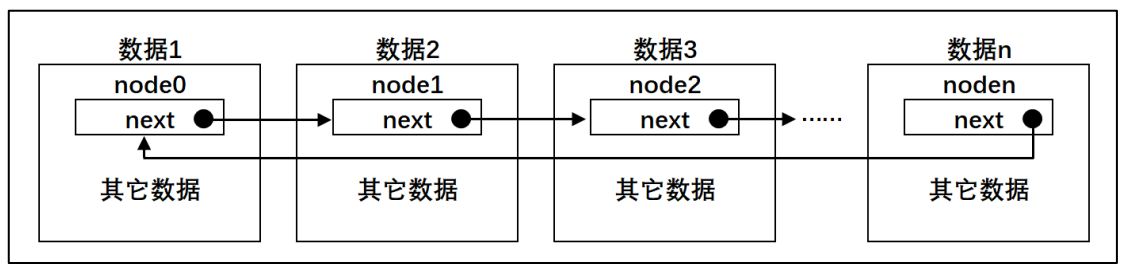 数据1 数据2 数据3 数据n
node0 node1 node2 noden
next next next …… next
其它数据 其它数据 其它数据 其它数据